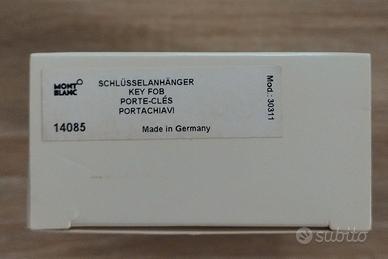 MONT
BLANC
SCHLÜSSELANHÄNGER
KEY FOB
PORTE-CLÉS
PORTACHIAVI
14085
Made in Germany
Mod.: 30311
subito